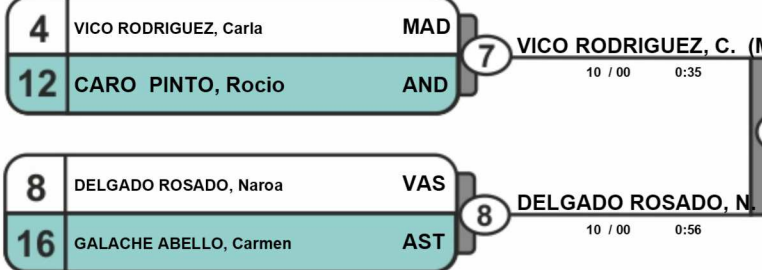 4 VICO RODRIGUEZ, Carla MAD
12 CARO PINTO, Rocio AND
7 VICO RODRIGUEZ, C. (M
10 / 00 0:35
8 DELGADO ROSADO, Naroa VAS
16 GALACHE ABELLO, Carmen AST
8 DELGADO ROSADO, N.
10 / 00 0:56